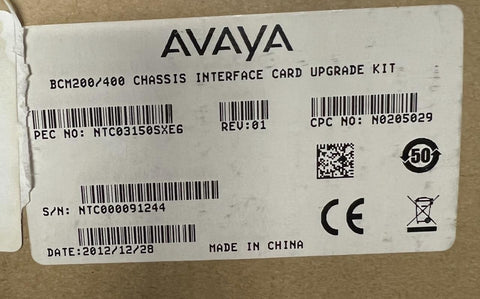 AVAYA
BCM200/400 CHASSIS INTERFACE CARD UPGRADE KIT
PEC NO: NTC03150SXE6 REV:01 CPC NO: N0205029
50
S/N: NTC000091244
CE
DATE:2012/12/28 MADE IN CHINA